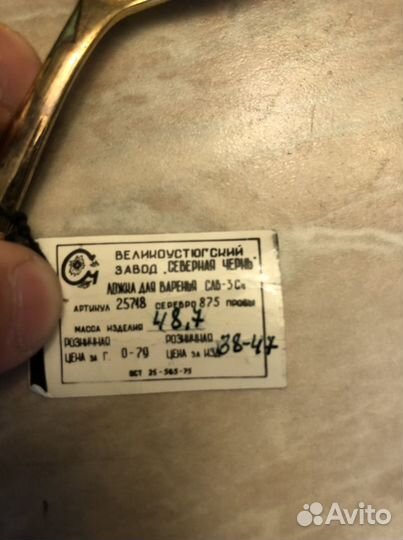 ВЕЛИКОУСТЮГСКИЙ
ЗАВОД „СЕВЕРНАЯ ЧЕРНЬ"
ЛОЖКА ДЛЯ ВАРЕНЬЯ СЛБ-3Сч
АРТИКУЛ 25748 СЕРЕБРО 875 ПРОБЫ
МАССА ИЗДЕЛИЯ 48,7
РОЗНИЧНАЯ ЦЕНА за г. 0-79
РОЗНИЧНАЯ ЦЕНА за ИЗД. 38-47
ОСТ 25-565-75
Avito